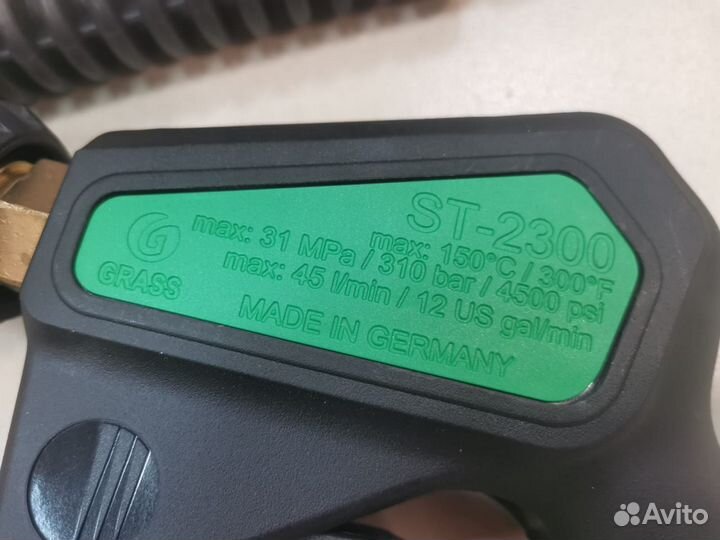 GRASS
ST-2300
max: 150°C / 300°F
max: 31 MPa / 310 bar / 4500 psi
max: 45 l/min / 12 US gal/min
MADE IN GERMANY
Avito